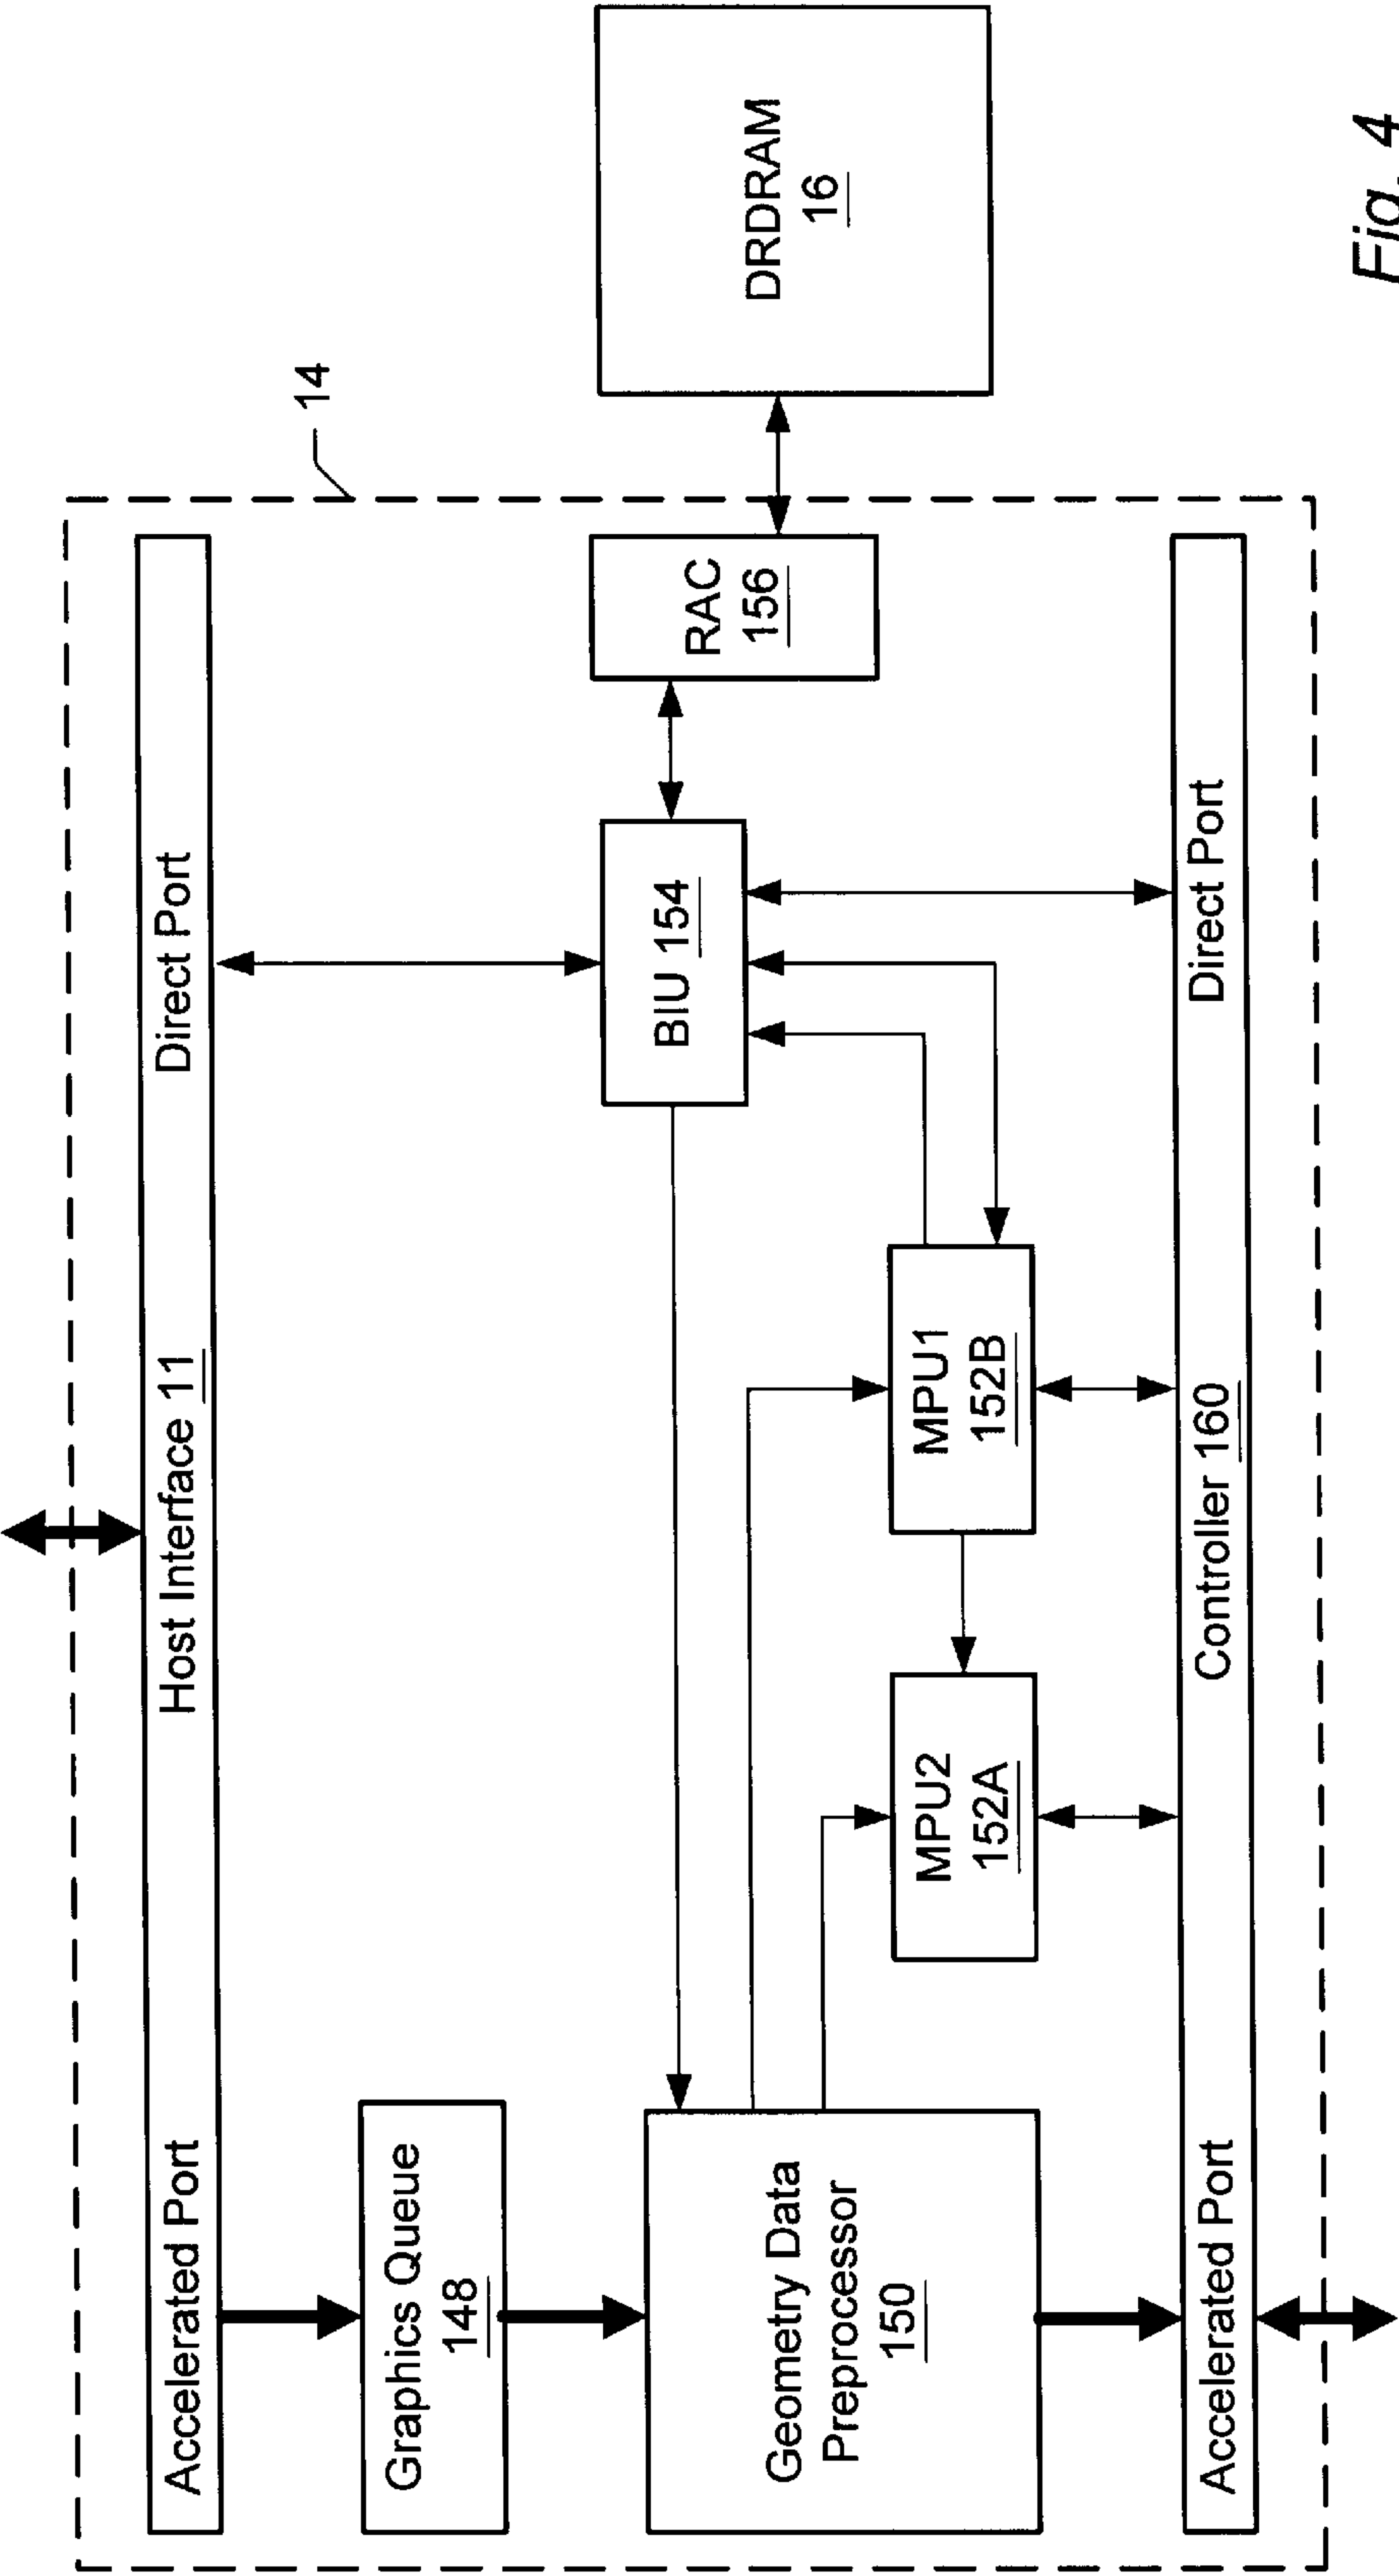 14
Accelerated Port
Host Interface 11
Direct Port
Graphics Queue
148
Geometry Data
Preprocessor
150
BIU 154
RAC
156
DRDRAM
16
MPU2
152A
MPU1
152B
Accelerated Port
Controller 160
Direct Port
Fig. 4